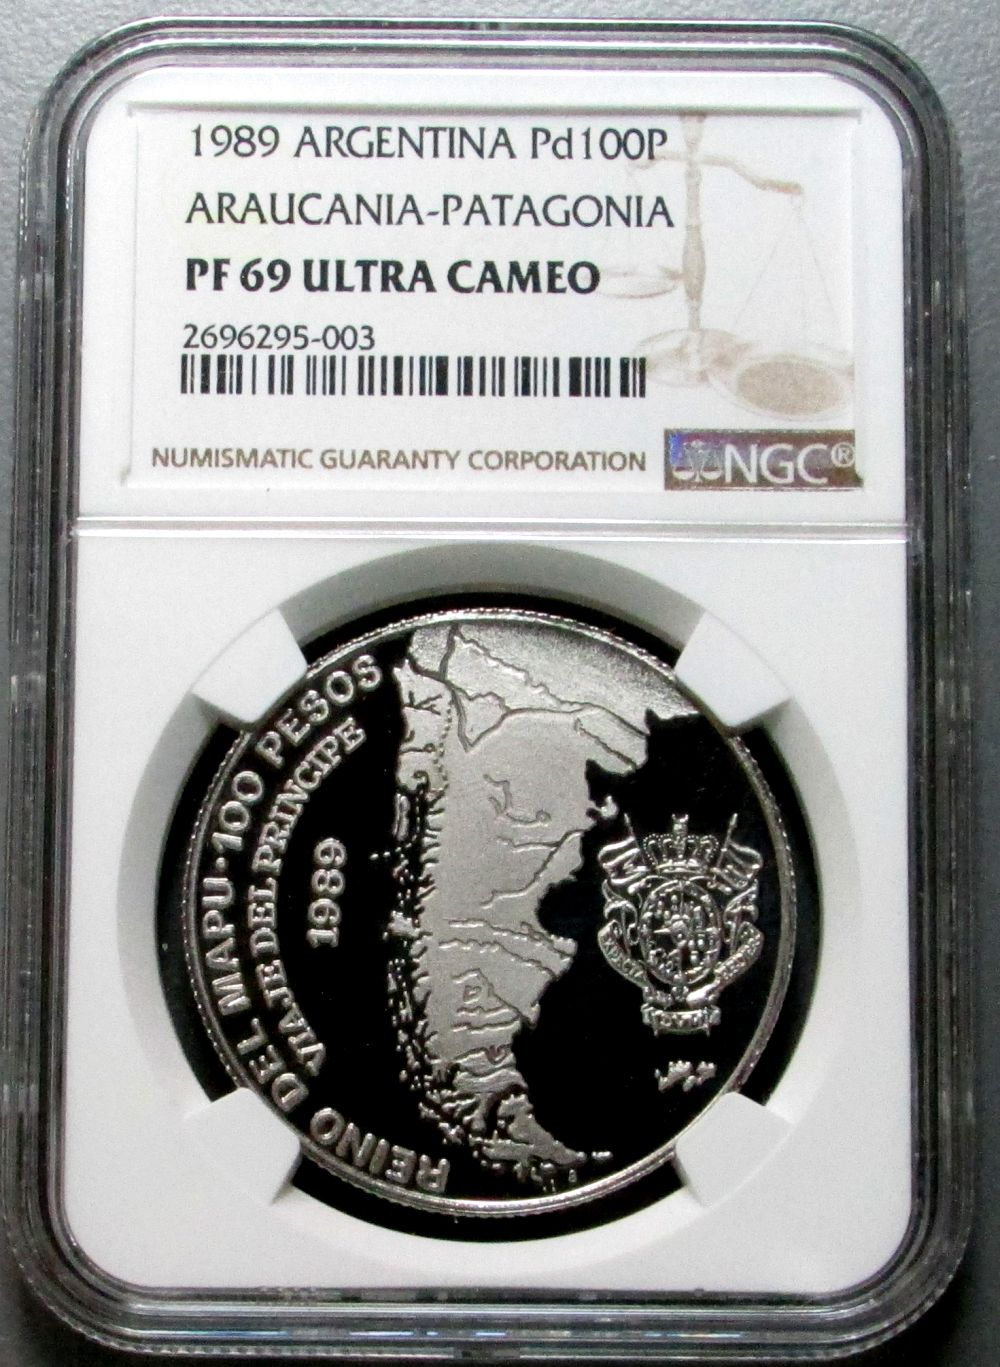 1989 ARGENTINA Pd100P
ARAUCANIA-PATAGONIA
PF 69 ULTRA CAMEO
2696295-003
NUMISMATIC GUARANTY CORPORATION
NGC®
REINO DEL MAPU · 100 PESOS
VIAJE DEL PRINCIPE
1989